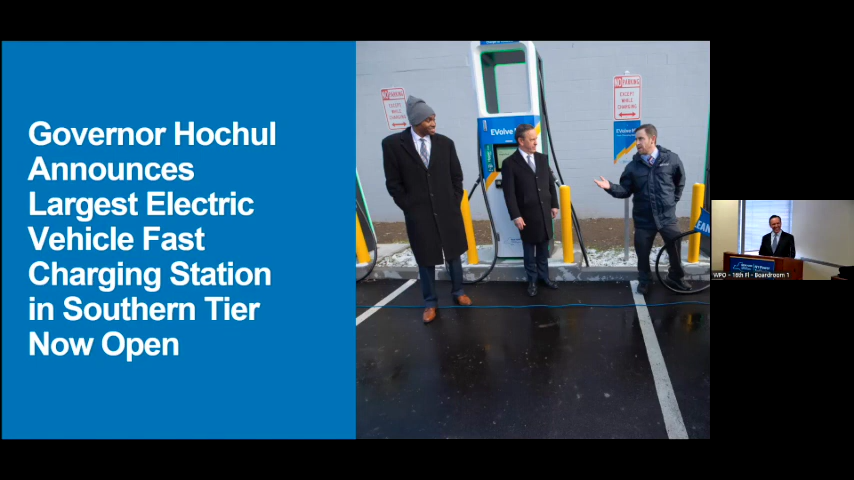 Governor Hochul
Announces
Largest Electric
Vehicle Fast
Charging Station
in Southern Tier
Now Open
NO PARKING
EXCEPT
WHILE
CHARGING
EVolve
NO PARKING
EXCEPT
WHILE
CHARGING
EVolve
WPO - 16th Fl - Boardroom 1